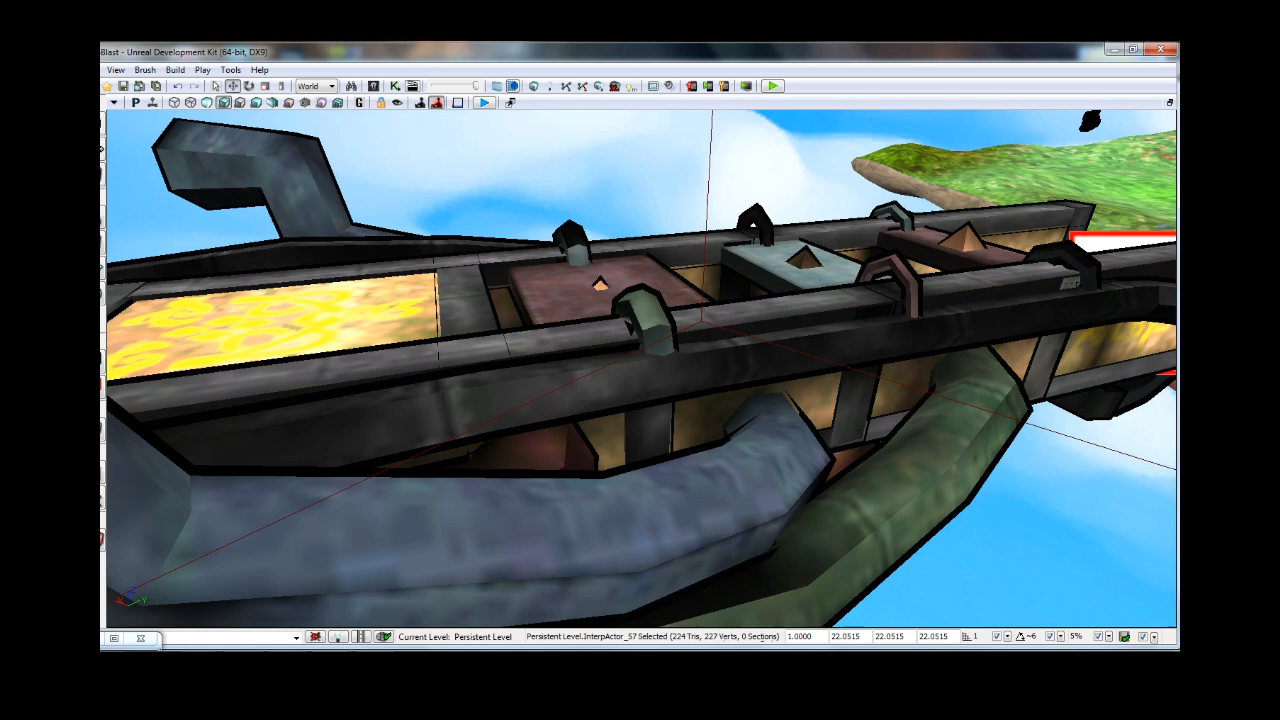 Blast - Unreal Development Kit (64-bit, DX9)
View Brush Build Play Tools Help
World
P G
Current Level: Persistent Level Persistent Level.InterpActor_57 Selected (224 Tris, 227 Verts, 0 Sections) 1.0000 22.0515 22.0515 22.0515 1 ~6 5%